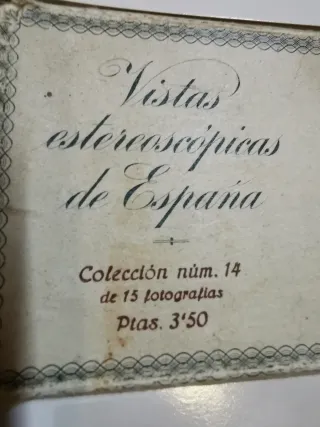 Vistas
estereoscópicas
de España
Colección núm. 14
de 15 fotografías
Ptas. 3'50